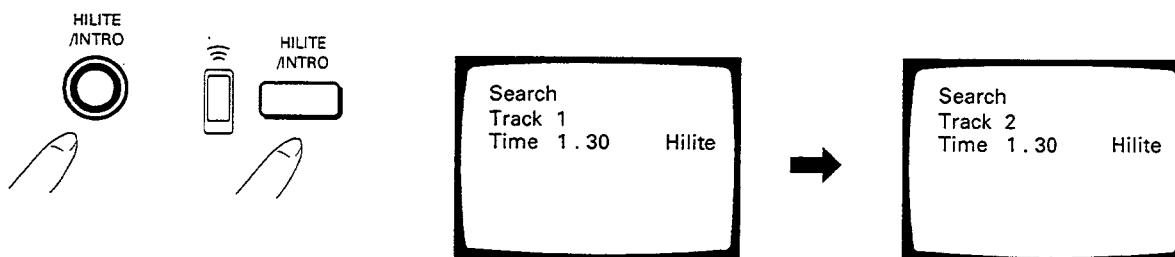 HILITE
/INTRO
HILITE
/INTRO
Search
Track 1
Time 1.30 Hilite
Search
Track 2
Time 1.30 Hilite